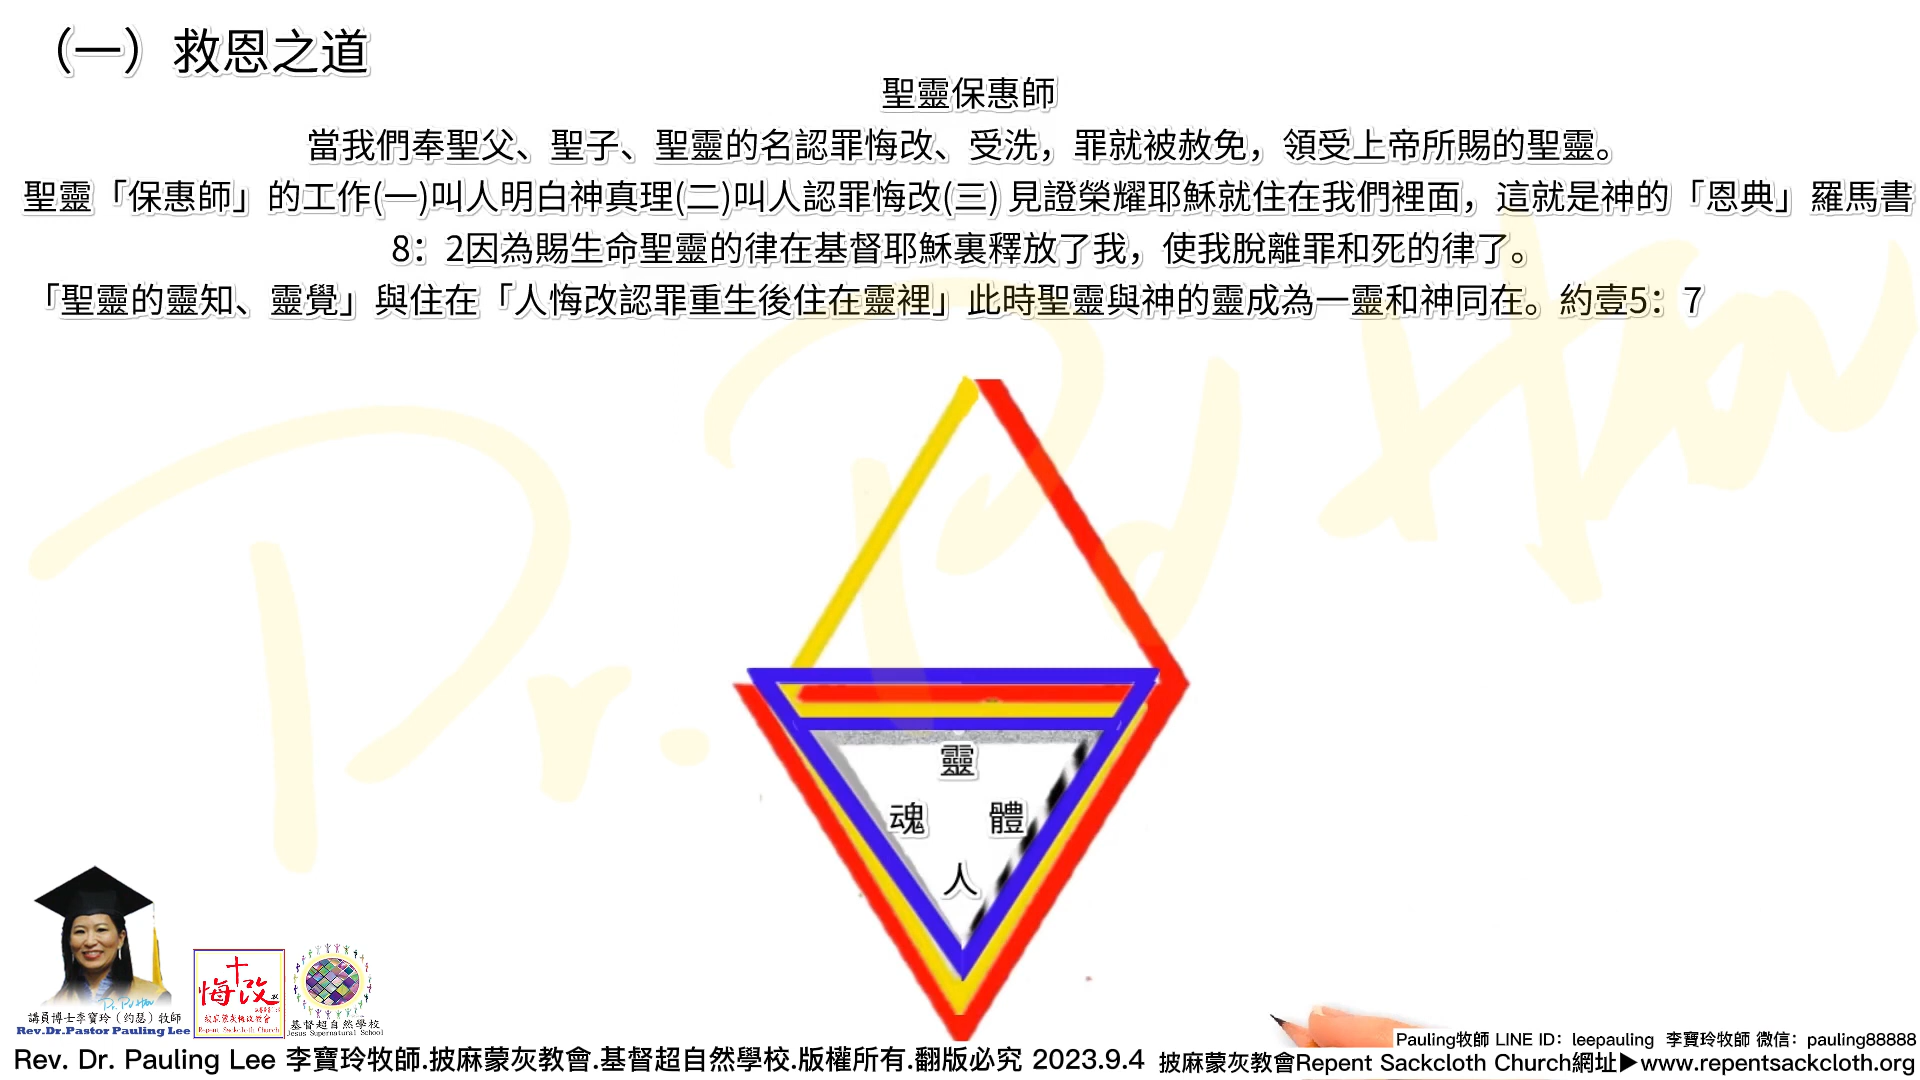 （一）救恩之道
聖靈保惠師
當我們奉聖父、聖子、聖靈的名認罪悔改、受洗，罪就被赦免，領受上帝所賜的聖靈。
聖靈「保惠師」的工作(一)叫人明白神真理(二)叫人認罪悔改(三) 見證榮耀耶穌就住在我們裡面，這就是神的「恩典」羅馬書
8：2因為賜生命聖靈的律在基督耶穌裏釋放了我，使我脫離罪和死的律了。
「聖靈的靈知、靈覺」與住在「人悔改認罪重生後住在靈裡」此時聖靈與神的靈成為一靈和神同在。約壹5：7
靈
魂 體
人
講員博士李寶玲（約瑟）牧師
Rev.Dr.Pastor Pauling Lee
悔改
披麻蒙灰悔改教會
Repent Sackcloth Church
基督超自然學校
Jesus Supernatural School
Pauling牧師 LINE ID：leepauling 李寶玲牧師 微信：pauling88888
Rev. Dr. Pauling Lee 李寶玲牧師.披麻蒙灰教會.基督超自然學校.版權所有.翻版必究 2023.9.4 披麻蒙灰教會Repent Sackcloth Church網址▶www.repentsackcloth.org